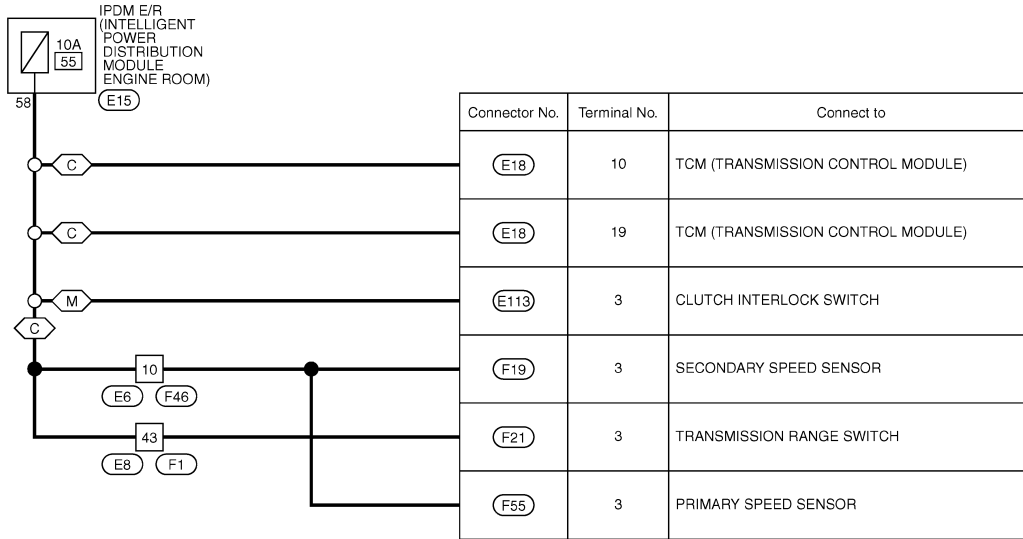 IPDM E/R
(INTELLIGENT
POWER
DISTRIBUTION
MODULE
ENGINE ROOM)
10A
55
58
E15
Connector No. Terminal No. Connect to
C E18 10 TCM (TRANSMISSION CONTROL MODULE)
C E18 19 TCM (TRANSMISSION CONTROL MODULE)
M E113 3 CLUTCH INTERLOCK SWITCH
C
10 F19 3 SECONDARY SPEED SENSOR
E6 F46
43 F21 3 TRANSMISSION RANGE SWITCH
E8 F1
F55 3 PRIMARY SPEED SENSOR